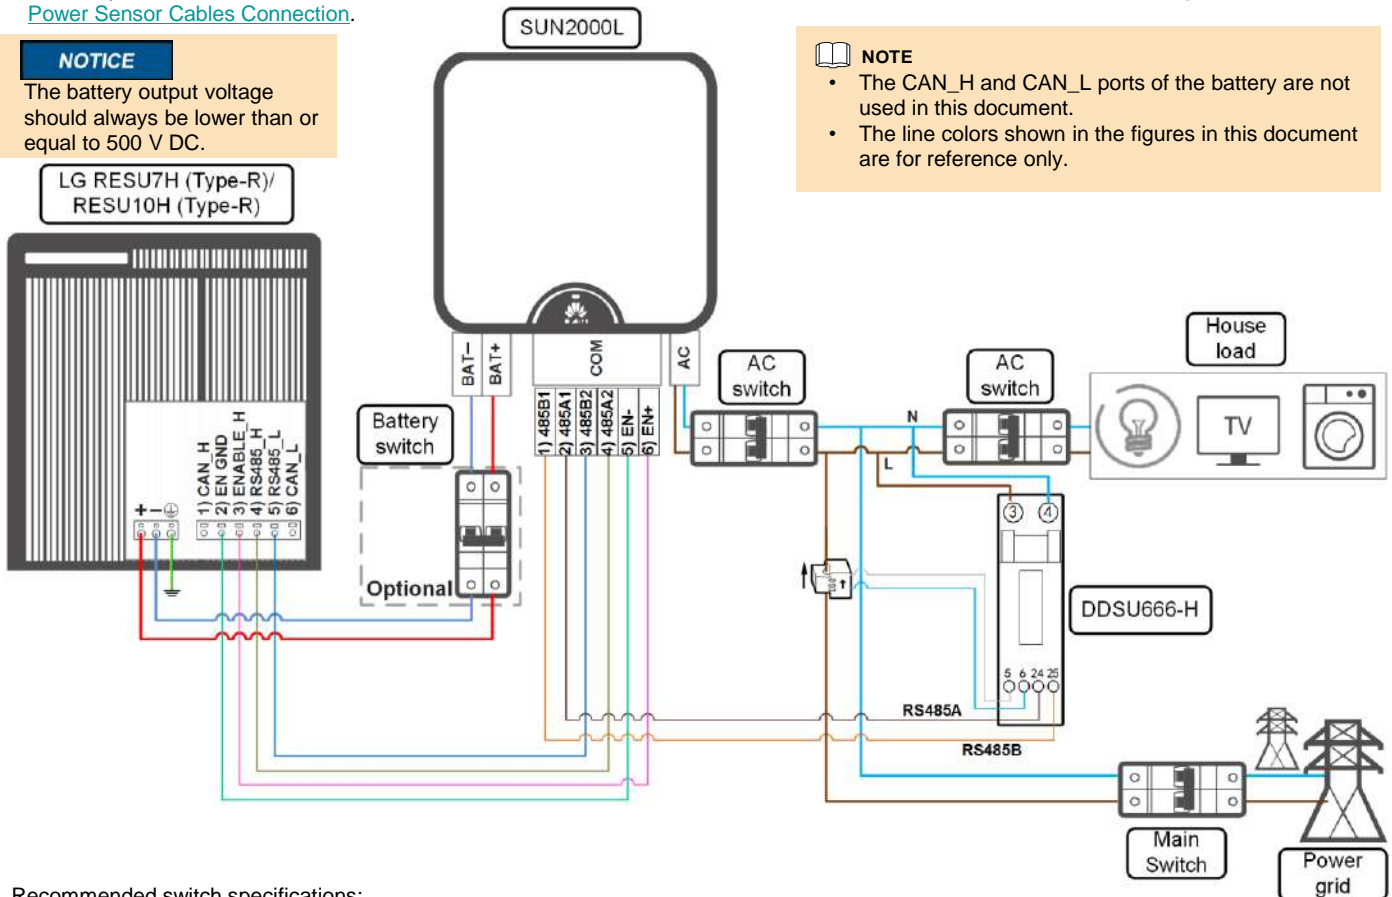 Power Sensor Cables Connection.
SUN2000L
NOTICE
The battery output voltage
should always be lower than or
equal to 500 V DC.
NOTE
• The CAN_H and CAN_L ports of the battery are not
used in this document.
• The line colors shown in the figures in this document
are for reference only.
LG RESU7H (Type-R)/
RESU10H (Type-R)
BAT−
BAT+
COM
AC
1) 485B1
2) 485A1
3) 485B2
4) 485A2
5) EN-
6) EN+
AC
switch
AC
switch
House
load
TV
Battery
switch
Optional
N
L
+ −
1) CAN_H
2) EN GND
3) ENABLE_H
4) RS485_H
5) RS485_L
6) CAN_L
3 4
DDSU666-H
5 6 24 25
RS485A
RS485B
Main
Switch
Power
grid
Recommended switch specifications: